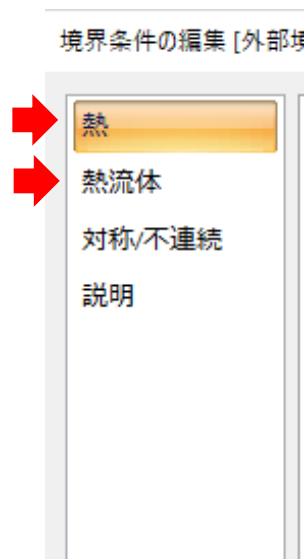 境界条件の編集 [外部境
熱
熱流体
対称/不連続
説明